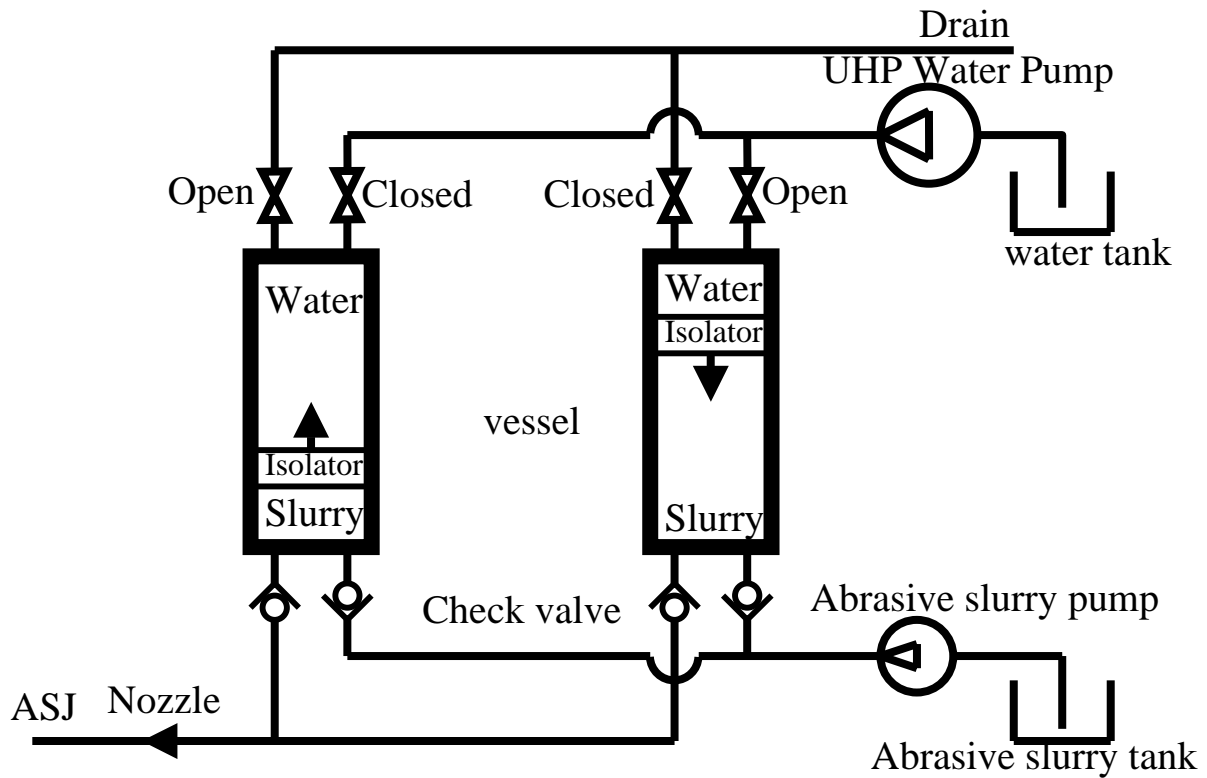 Drain
UHP Water Pump
Open
Closed
Closed
Open
water tank
Water
Water
Isolator
vessel
Isolator
Slurry
Slurry
Check valve
Abrasive slurry pump
ASJ
Nozzle
Abrasive slurry tank